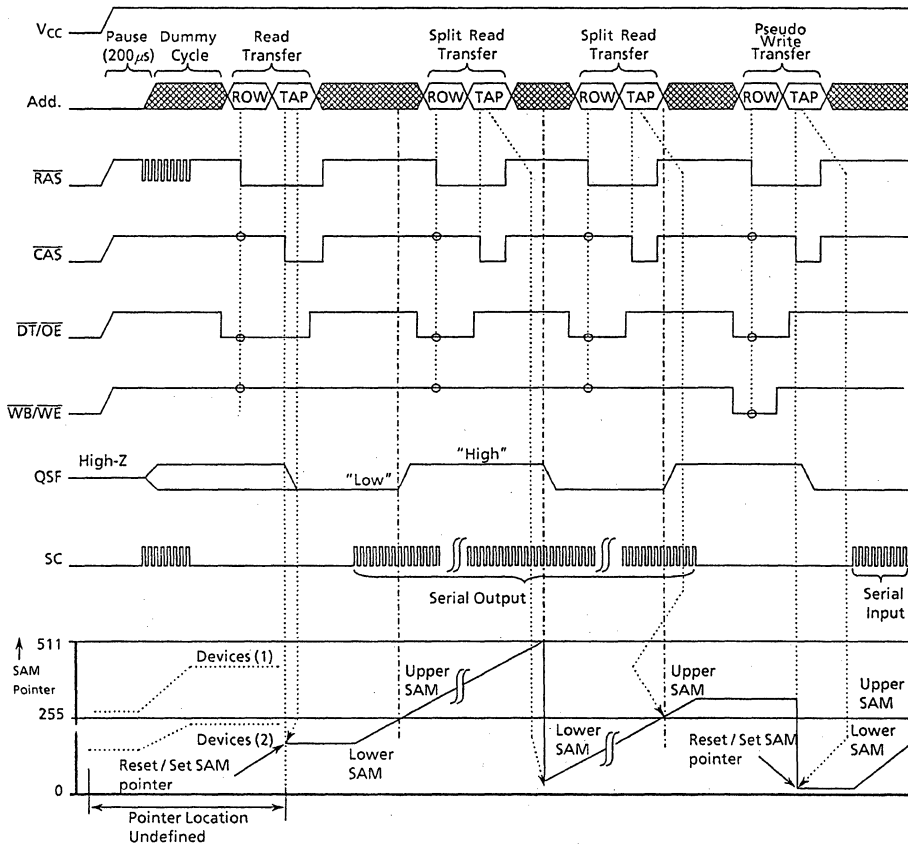 VCC
Pause
(200μs)
Dummy
Cycle
Read
Transfer
Split Read
Transfer
Split Read
Transfer
Pseudo
Write
Transfer
Add.
ROW
TAP
ROW
TAP
ROW
TAP
ROW
TAP
RAS
CAS
DT/OE
WB/WE
QSF
High-Z
"Low"
"High"
SC
Serial Output
Serial
Input
511
SAM
Pointer
255
0
Devices (1)
Devices (2)
Upper
SAM
Lower
SAM
Lower
SAM
Upper
SAM
Upper
SAM
Lower
SAM
Reset / Set SAM
pointer
Reset / Set SAM
pointer
Pointer Location
Undefined